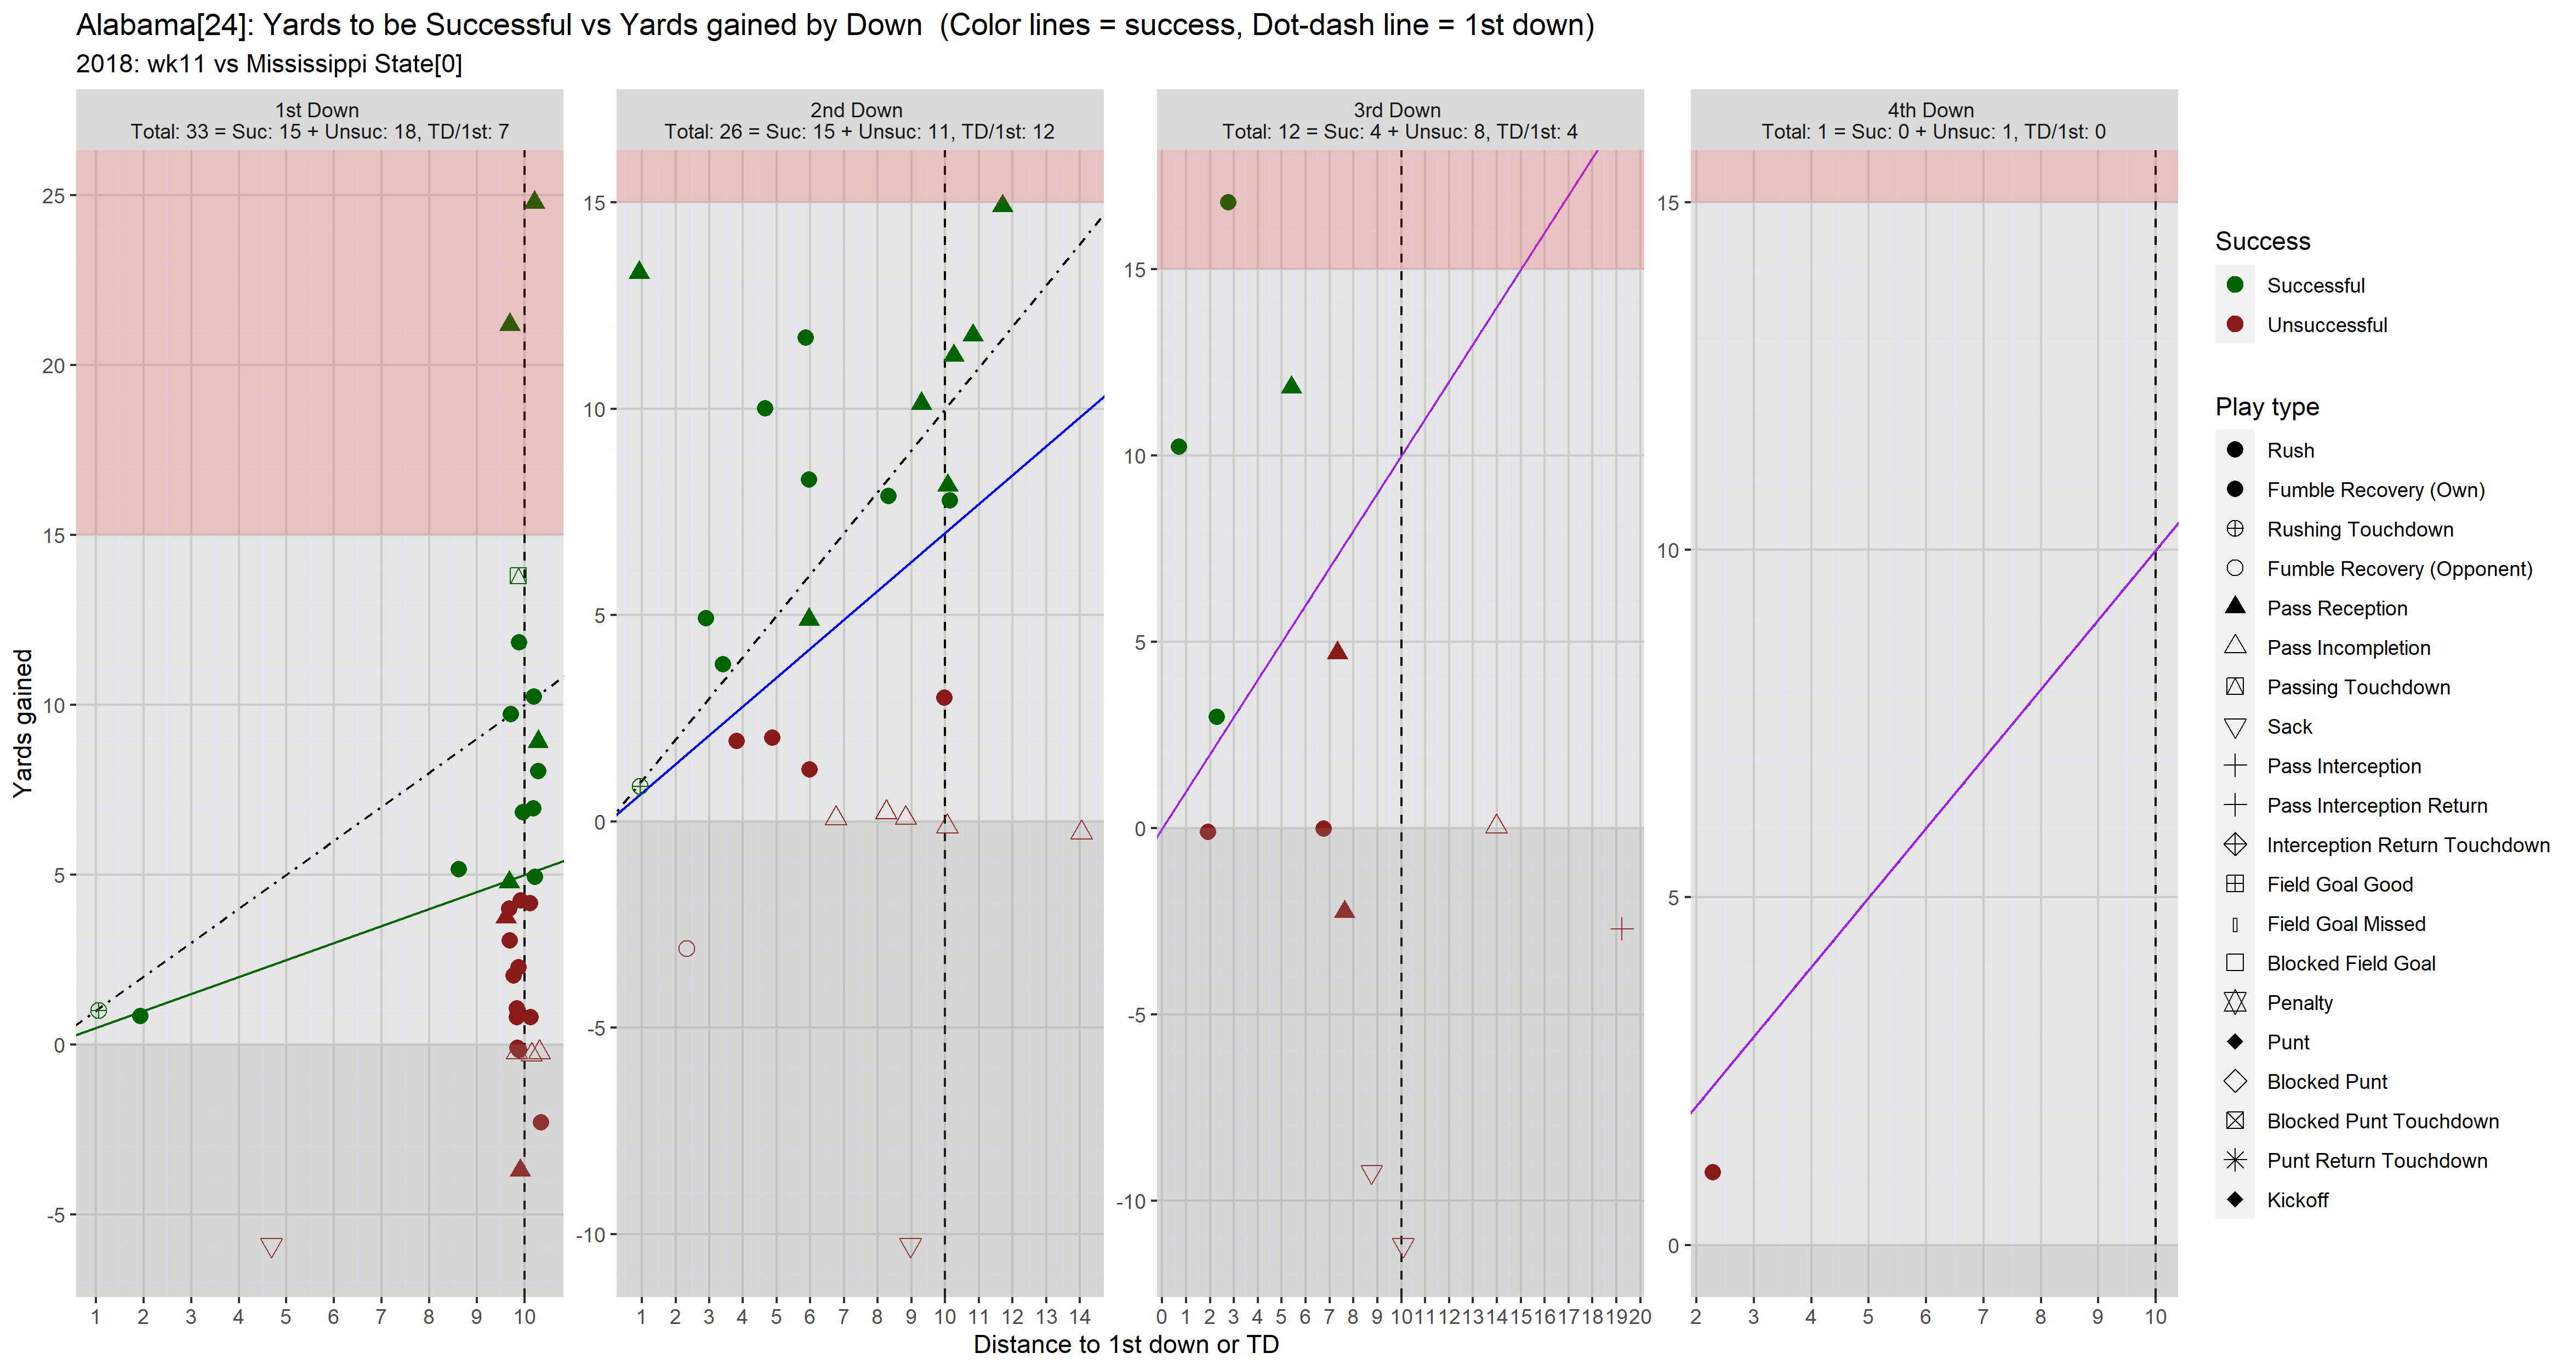 Alabama[24]: Yards to be Successful vs Yards gained by Down  (Color lines = success, Dot-dash line = 1st down)
2018: wk11 vs Mississippi State[0]
1st Down
Total: 33 = Suc: 15 + Unsuc: 18, TD/1st: 7
2nd Down
Total: 26 = Suc: 15 + Unsuc: 11, TD/1st: 12
3rd Down
Total: 12 = Suc: 4 + Unsuc: 8, TD/1st: 4
4th Down
Total: 1 = Suc: 0 + Unsuc: 1, TD/1st: 0
Yards gained
25
20
15
10
5
0
-5
1 2 3 4 5 6 7 8 9 10
15
10
5
0
-5
-10
1 2 3 4 5 6 7 8 9 10 11 12 13 14
15
10
5
0
-5
-10
0 1 2 3 4 5 6 7 8 9 10 11 12 13 14 15 16 17 18 19 20
15
10
5
0
2 3 4 5 6 7 8 9 10
Distance to 1st down or TD
Success
Successful
Unsuccessful
Play type
Rush
Fumble Recovery (Own)
Rushing Touchdown
Fumble Recovery (Opponent)
Pass Reception
Pass Incompletion
Passing Touchdown
Sack
Pass Interception
Pass Interception Return
Interception Return Touchdown
Field Goal Good
Field Goal Missed
Blocked Field Goal
Penalty
Punt
Blocked Punt
Blocked Punt Touchdown
Punt Return Touchdown
Kickoff